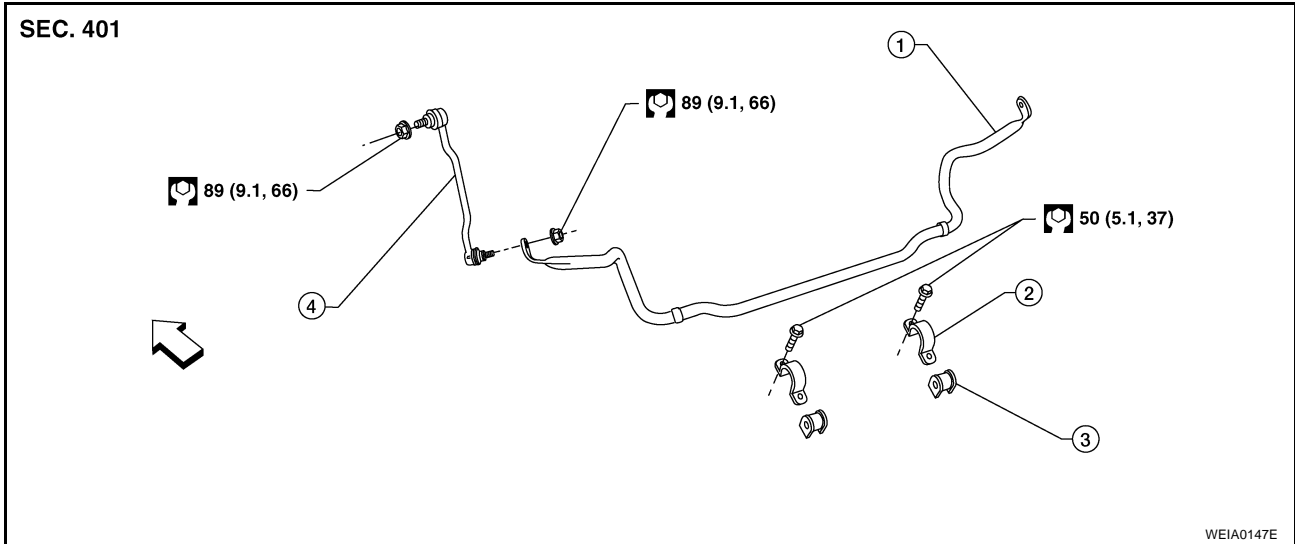 SEC. 401
1
89 (9.1, 66)
89 (9.1, 66)
50 (5.1, 37)
2
4
3
WEIA0147E